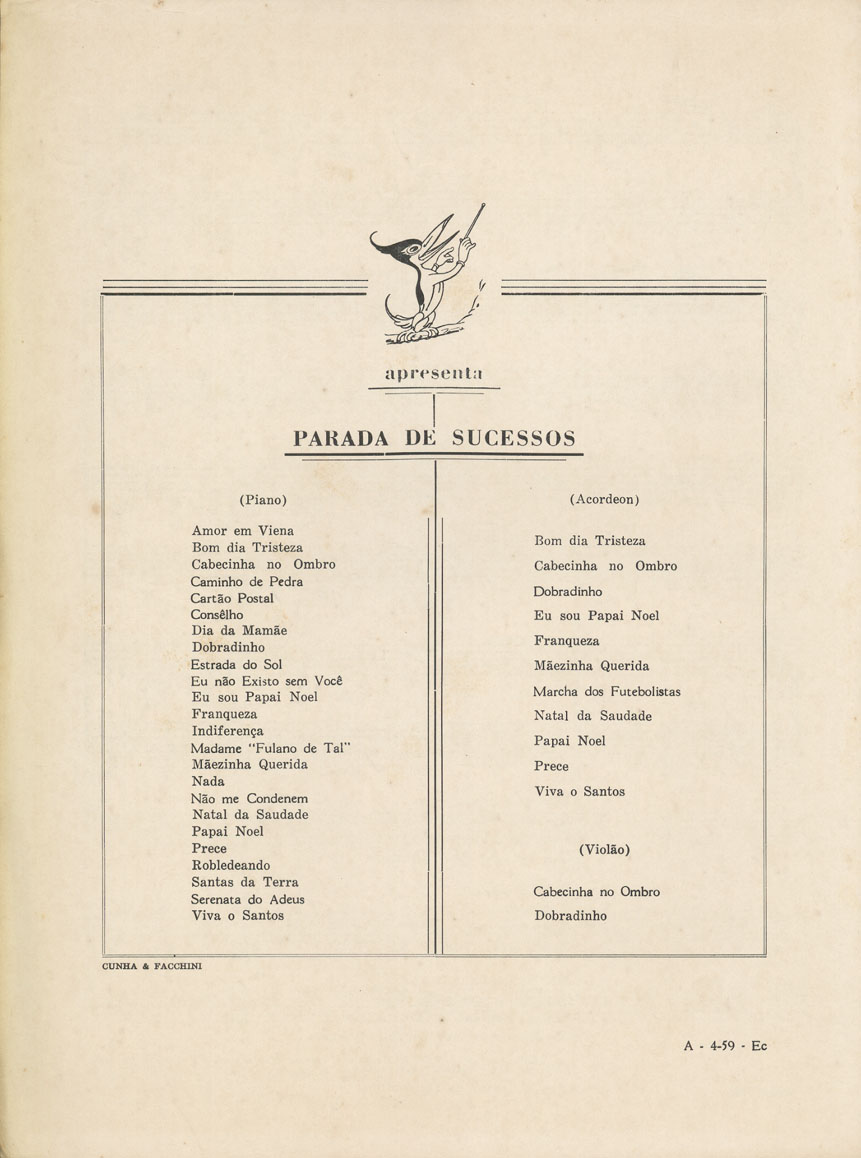 apresenta
PARADA DE SUCESSOS
(Piano)
Amor em Viena
Bom dia Tristeza
Cabecinha no Ombro
Caminho de Pedra
Cartão Postal
Consêlho
Dia da Mamãe
Dobradinho
Estrada do Sol
Eu não Existo sem Você
Eu sou Papai Noel
Franqueza
Indiferença
Madame "Fulano de Tal"
Mãezinha Querida
Nada
Não me Condenem
Natal da Saudade
Papai Noel
Prece
Robledeando
Santas da Terra
Serenata do Adeus
Viva o Santos
(Acordeon)
Bom dia Tristeza
Cabecinha no Ombro
Dobradinho
Eu sou Papai Noel
Franqueza
Mãezinha Querida
Marcha dos Futebolistas
Natal da Saudade
Papai Noel
Prece
Viva o Santos
(Violão)
Cabecinha no Ombro
Dobradinho
CUNHA & FACCHINI
A - 4-59 - Ec